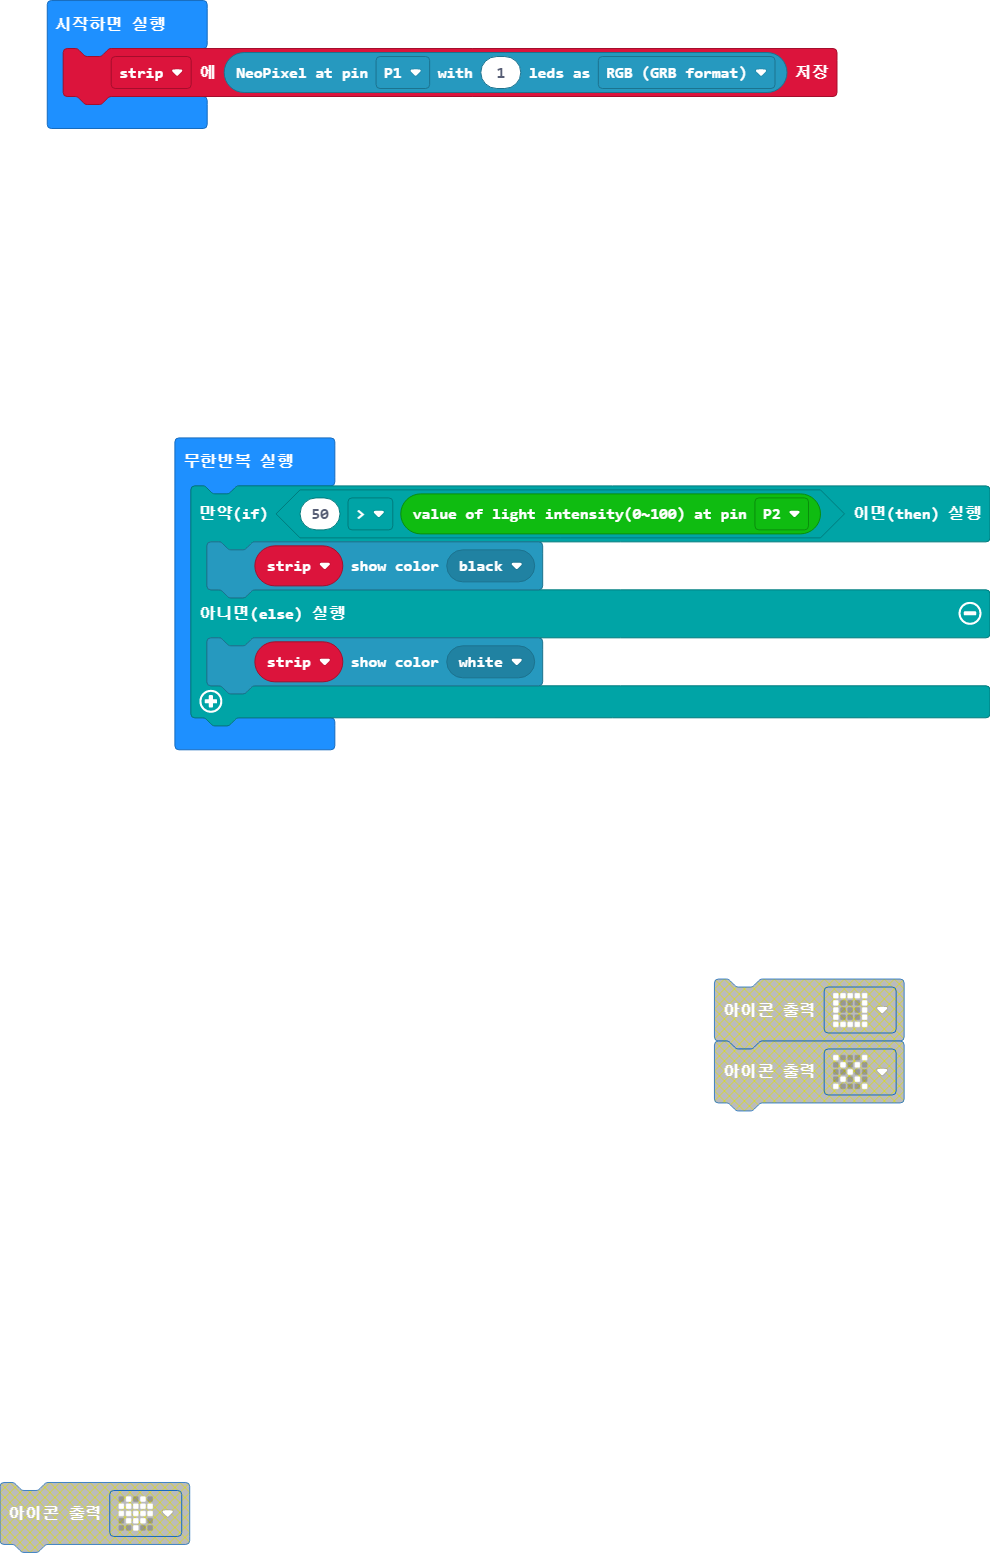 시작하면 실행
strip 에 NeoPixel at pin P1 with 1 leds as RGB (GRB format) 저장
무한반복 실행
만약(if) 50 > value of light intensity(0~100) at pin P2 이면(then) 실행
strip show color black
아니면(else) 실행
strip show color white
아이콘 출력
아이콘 출력
아이콘 출력